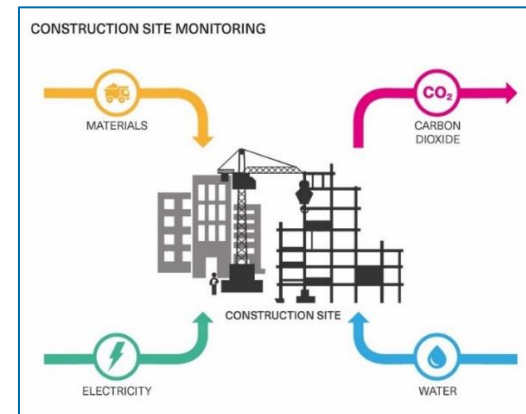 CONSTRUCTION SITE MONITORING
MATERIALS
CO₂
CARBON
DIOXIDE
CONSTRUCTION SITE
ELECTRICITY
WATER